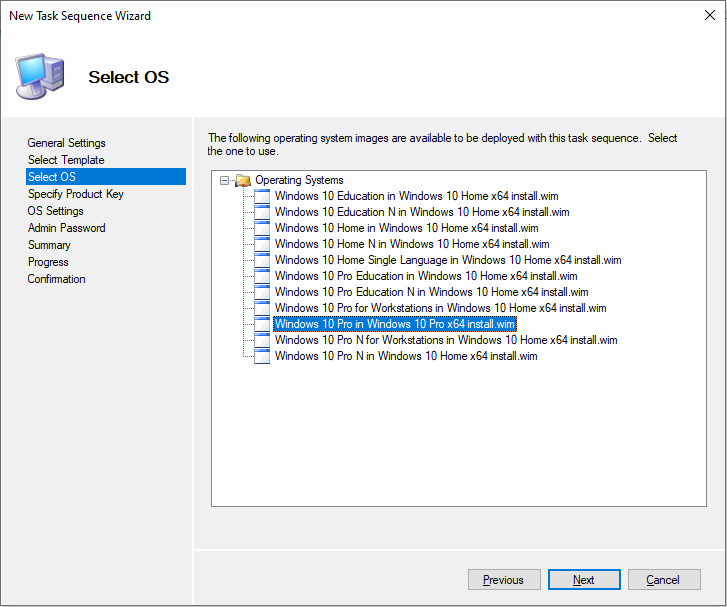 New Task Sequence Wizard
Select OS
General Settings
Select Template
Select OS
Specify Product Key
OS Settings
Admin Password
Summary
Progress
Confirmation
The following operating system images are available to be deployed with this task sequence. Select
the one to use.
Operating Systems
Windows 10 Education in Windows 10 Home x64 install.wim
Windows 10 Education N in Windows 10 Home x64 install.wim
Windows 10 Home in Windows 10 Home x64 install.wim
Windows 10 Home N in Windows 10 Home x64 install.wim
Windows 10 Home Single Language in Windows 10 Home x64 install.wim
Windows 10 Pro Education in Windows 10 Home x64 install.wim
Windows 10 Pro Education N in Windows 10 Home x64 install.wim
Windows 10 Pro for Workstations in Windows 10 Home x64 install.wim
Windows 10 Pro in Windows 10 Pro x64 install.wim
Windows 10 Pro N for Workstations in Windows 10 Home x64 install.wim
Windows 10 Pro N in Windows 10 Home x64 install.wim
Previous
Next
Cancel